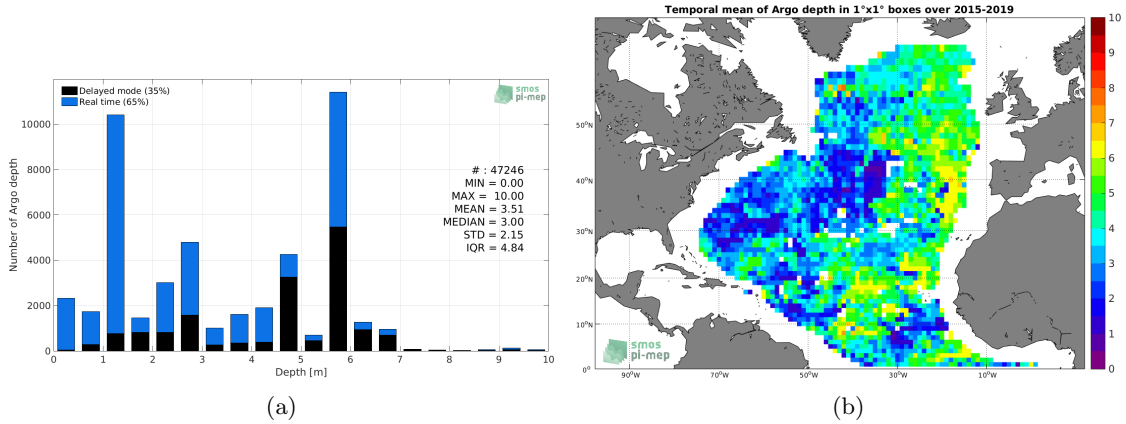 Temporal mean of Argo depth in 1°x1° boxes over 2015-2019
Delayed mode (35%)
Real time (65%)
smos
pi-mep
# : 47246
MIN = 0.00
MAX = 10.00
MEAN = 3.51
MEDIAN = 3.00
STD = 2.15
IQR = 4.84
Number of Argo depth
10000
8000
6000
4000
2000
0
0 1 2 3 4 5 6 7 8 9 10
Depth [m]
(a)
50°N
40°N
30°N
20°N
10°N
0°
90°W 70°W 50°W 30°W 10°W
smos
pi-mep
10
9
8
7
6
5
4
3
2
1
0
(b)